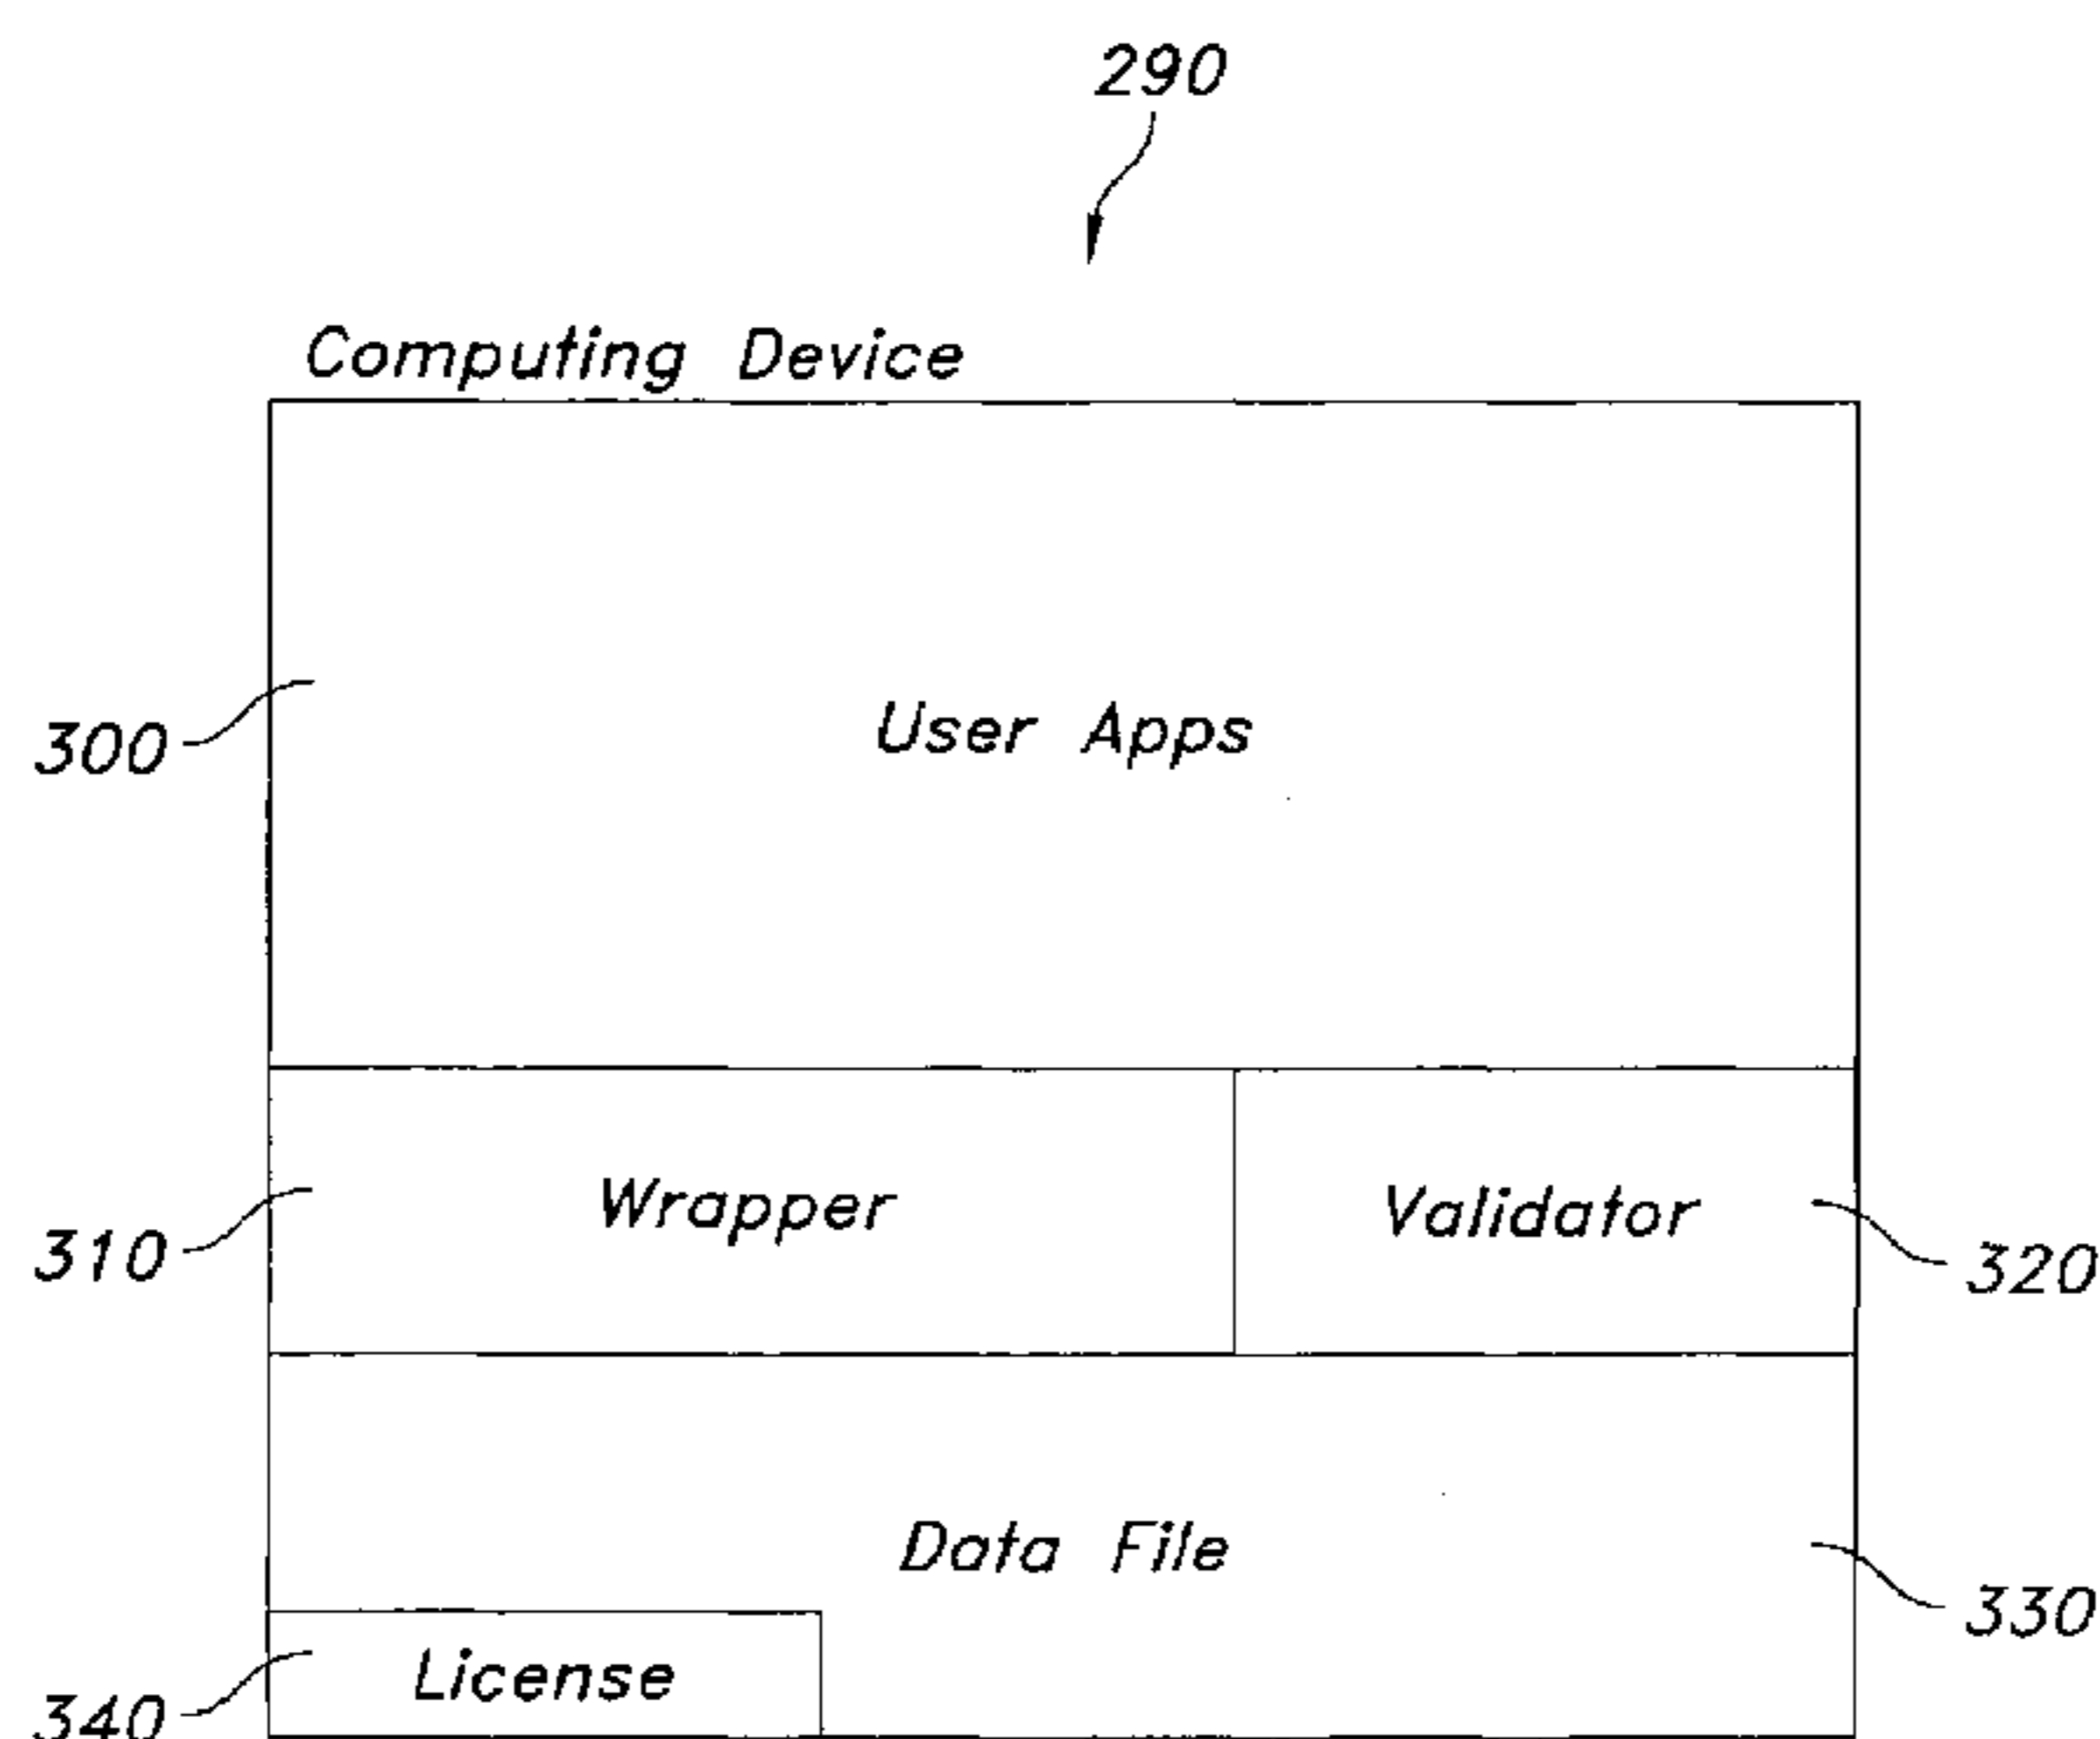 290
Computing Device
User Apps
300
Wrapper
Validator
310
320
Data File
330
License
340